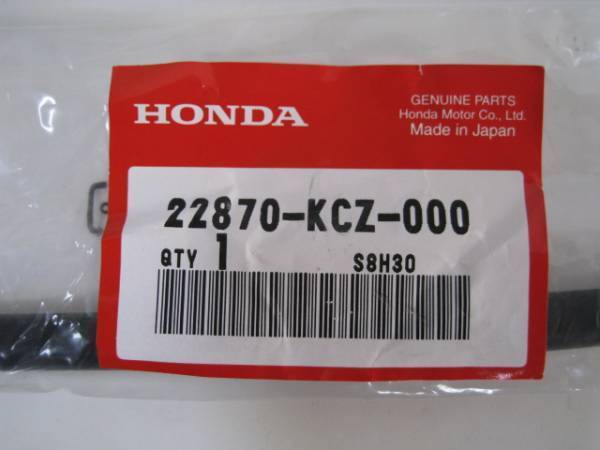 HONDA
GENUINE PARTS
Honda Motor Co., Ltd.
Made in Japan
22870-KCZ-000
QTY 1 S8H30